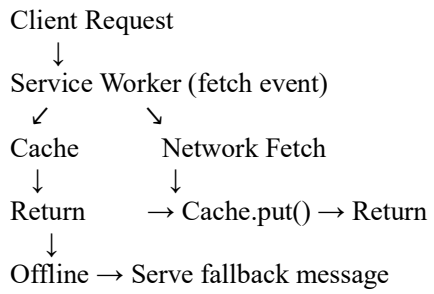 Client Request
↓
Service Worker (fetch event)
↙ ↘
Cache Network Fetch
↓ ↓
Return → Cache.put() → Return
↓
Offline → Serve fallback message